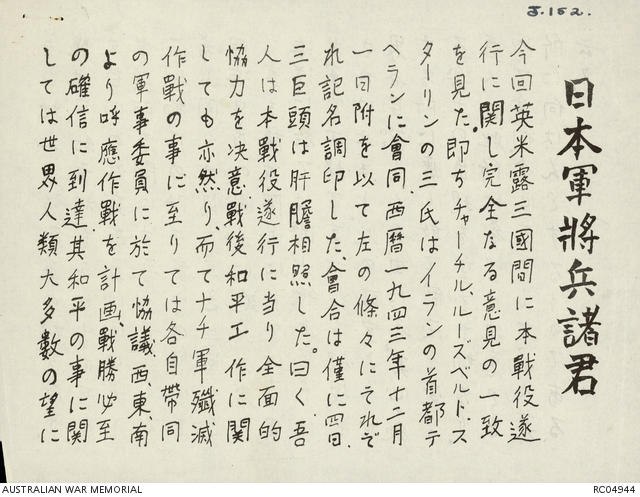 J.152.
日本軍將兵諸君
今回英米露三國間に本戰役遂
行に関し完全なる意見の一致
を見た。即ちチャーチル、ルーズベルト、ス
ターリンの三氏はイランの首都テ
ヘランに會同、西暦一九四三年十二月
一日附を以て左の條々にそれぞ
れ記名調印した。會合は僅に四日、
三巨頭は肝膽相照した。曰く、吾
人は本戰役遂行に当り全面的
協力を決意、戰後和平工作に関
しても亦然り、而てナチ軍殲滅
作戰の事に至りては各自帶同
の軍事委員に於て協議、西、東、南
より呼應作戰を計画、戰勝必至
の確信に到達、其和平の事に関
しては世界人類大多數の望に
AUSTRALIAN WAR MEMORIAL
RC04944